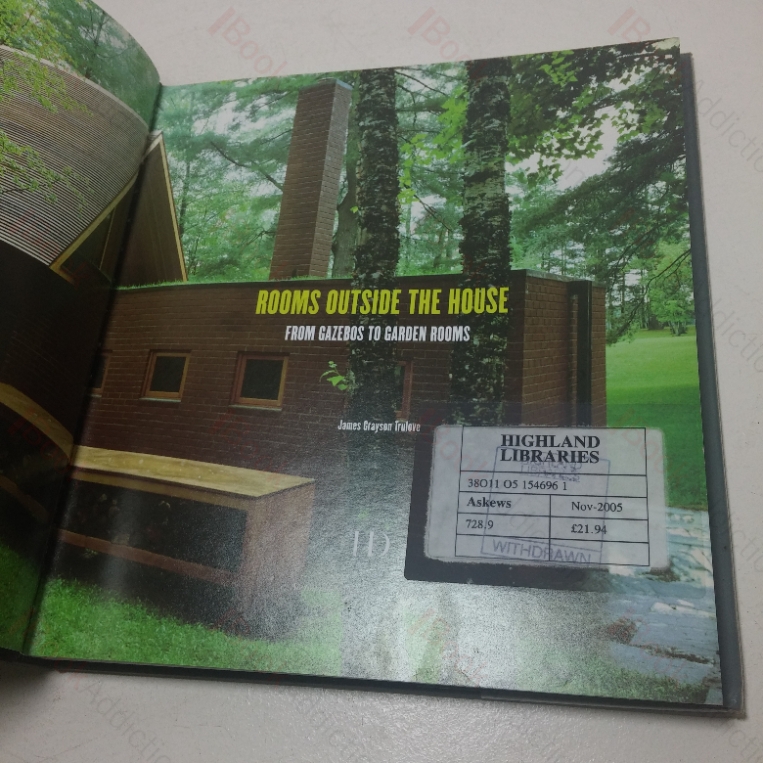 ROOMS OUTSIDE THE HOUSE
FROM GAZEBOS TO GARDEN ROOMS
James Grayson Trulove
HD
HIGHLAND
LIBRARIES
38011 05 154696 1
Askews Nov-2005
728.9 £21.94
WITHDRAWN